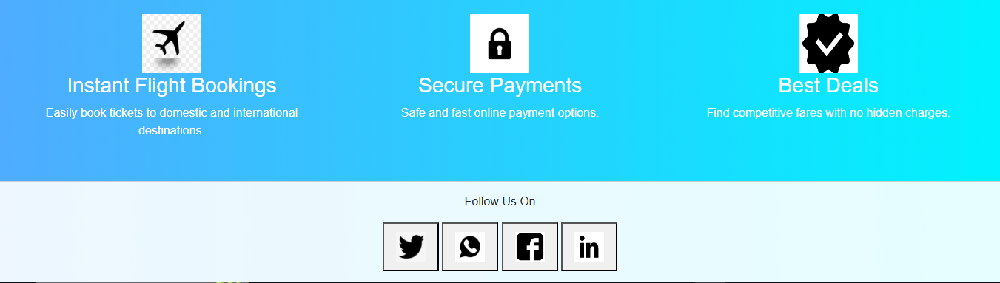 Instant Flight Bookings
Easily book tickets to domestic and international
destinations.
Secure Payments
Safe and fast online payment options.
Best Deals
Find competitive fares with no hidden charges.
Follow Us On
in